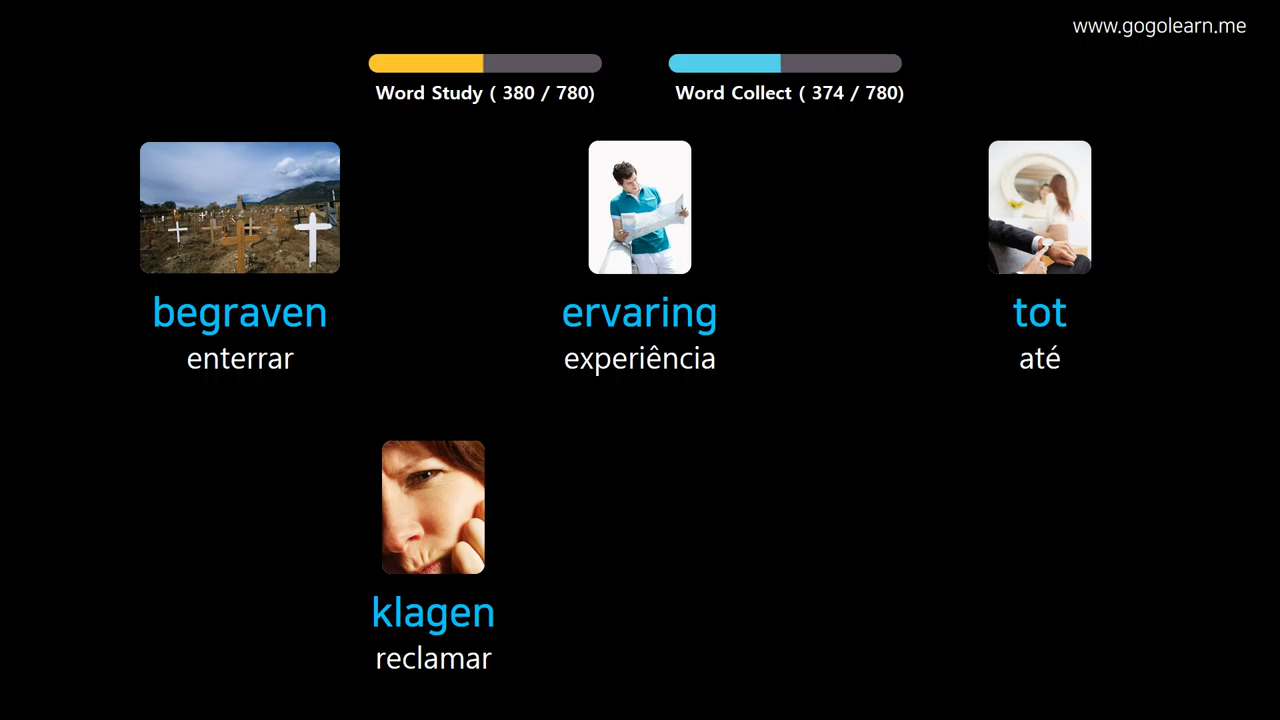 www.gogolearn.me
Word Study ( 380 / 780)
Word Collect ( 374 / 780)
begraven
enterrar
ervaring
experiência
tot
até
klagen
reclamar